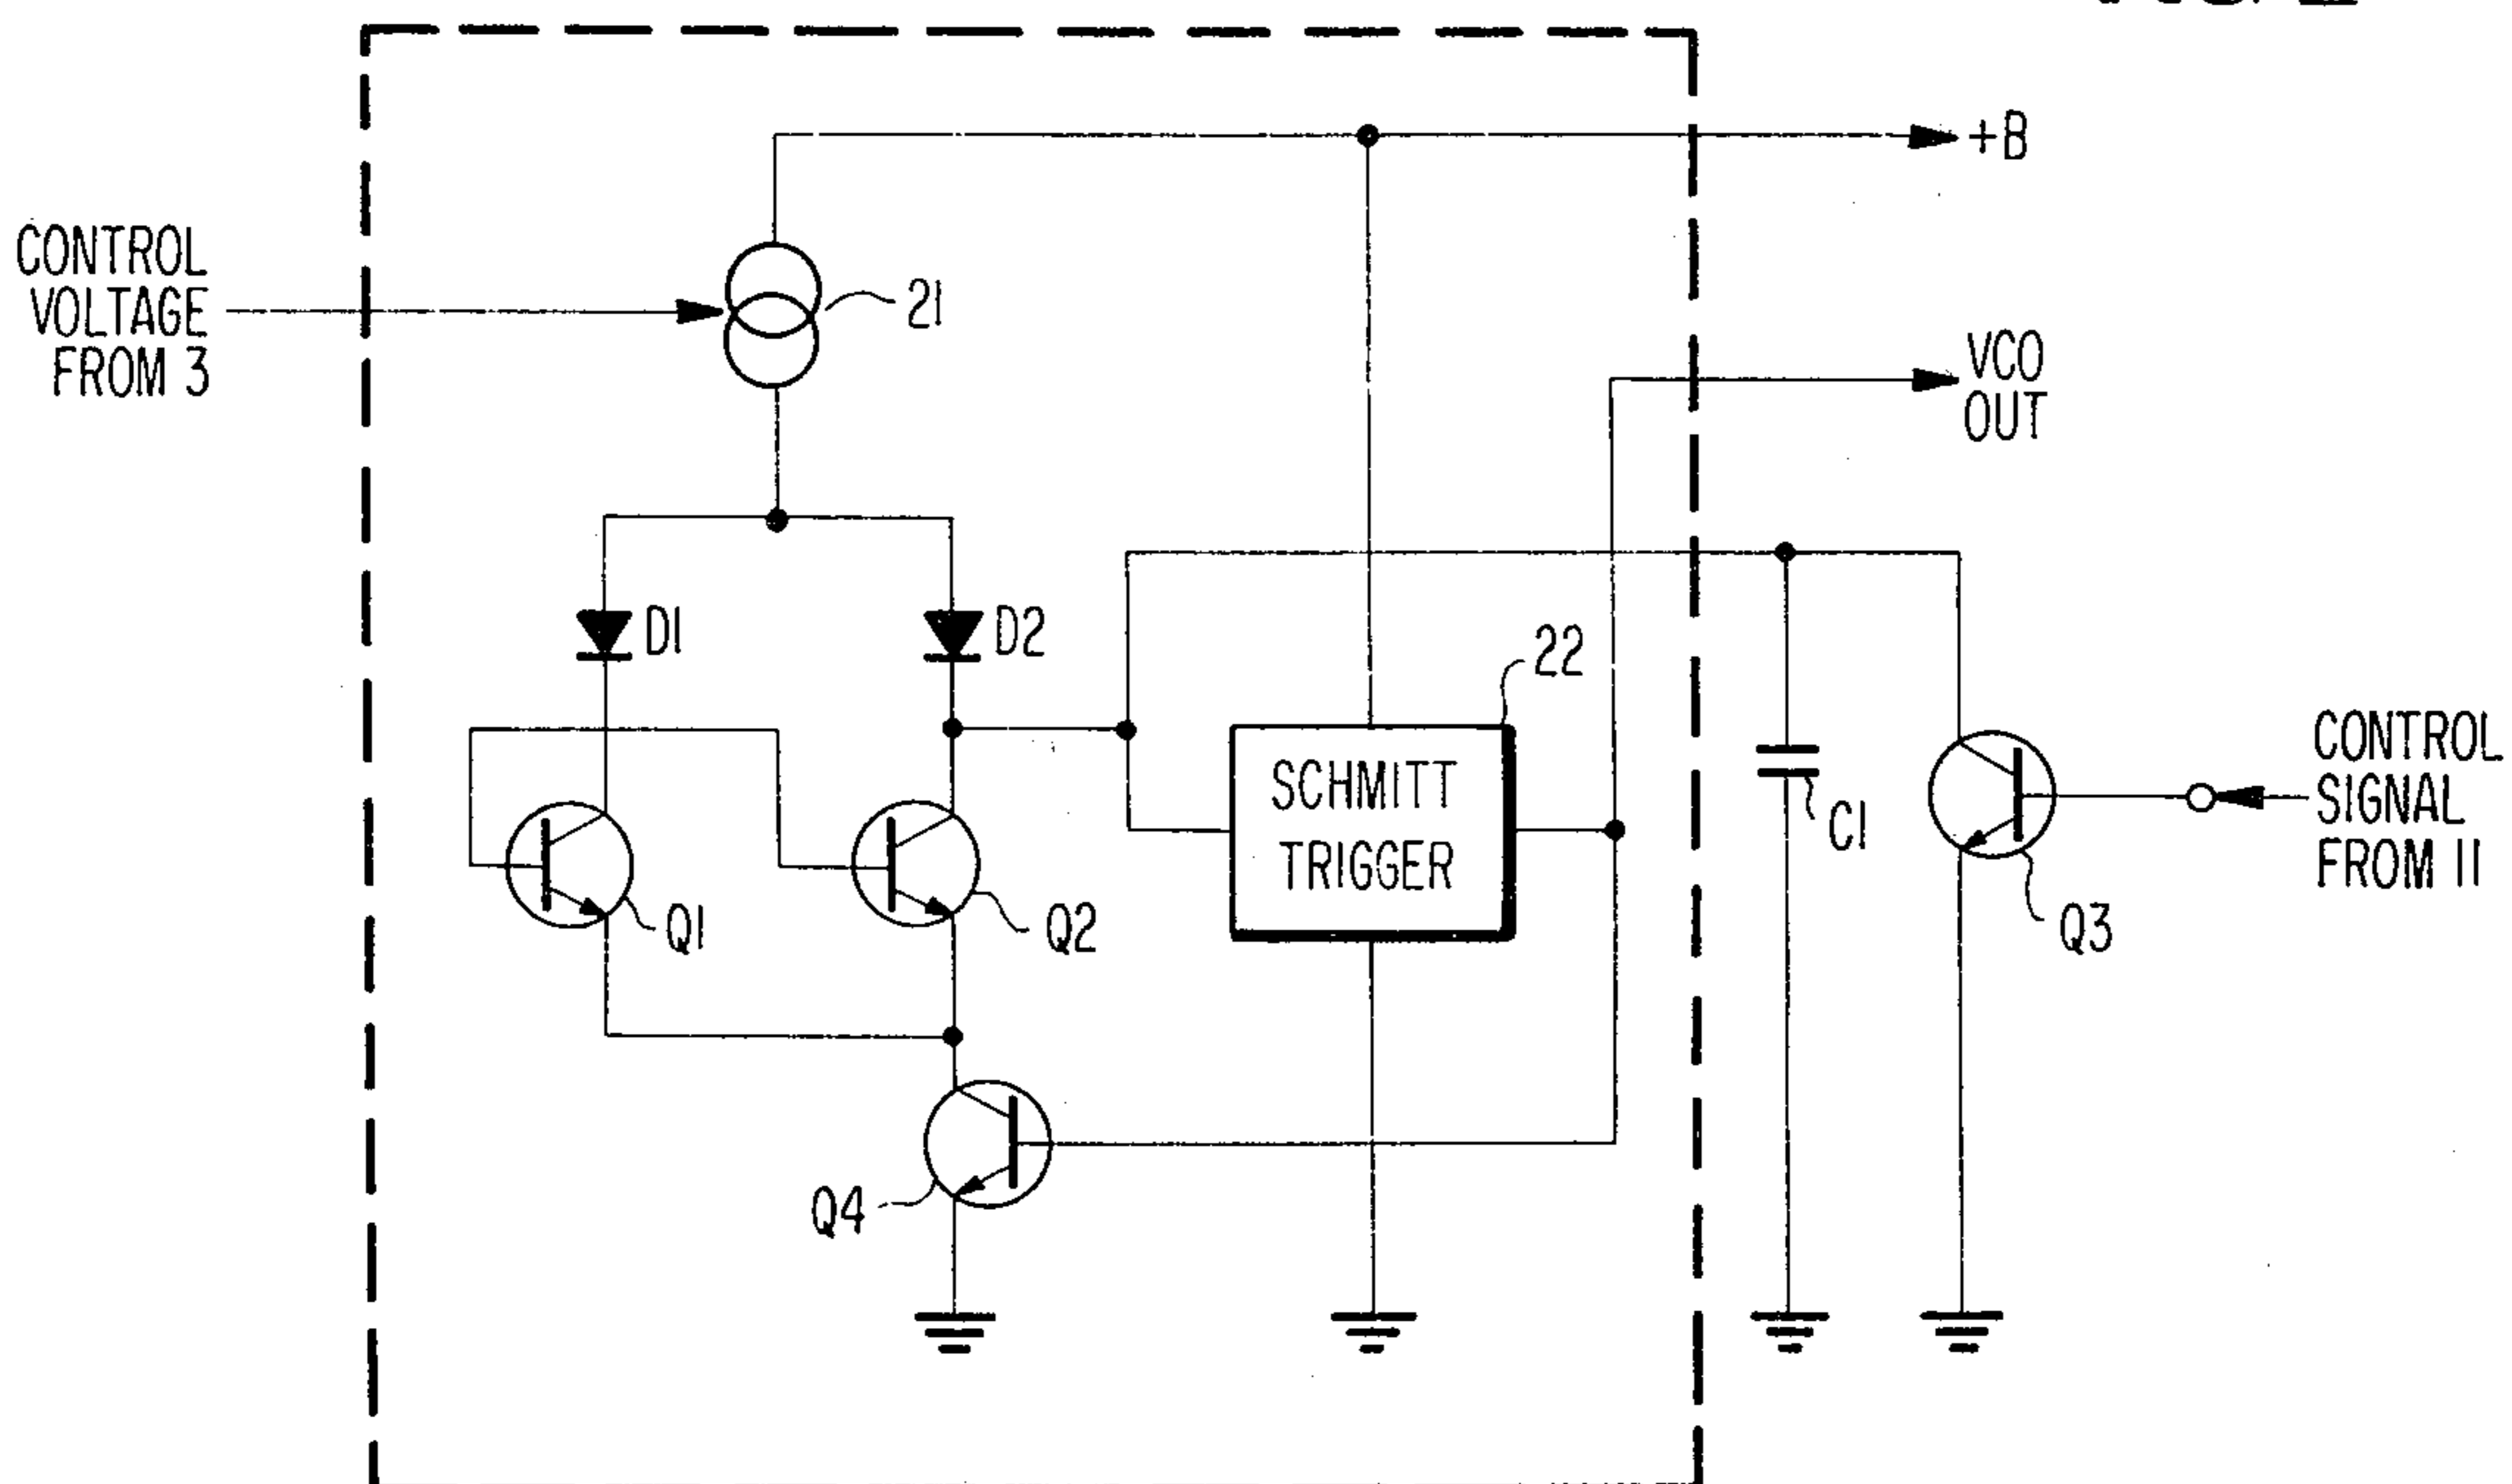 +B
CONTROL
VOLTAGE
FROM 3
21
VCO
OUT
D1
D2
22
SCHMITT
TRIGGER
C1
CONTROL
SIGNAL
FROM 11
Q1
Q2
Q3
Q4